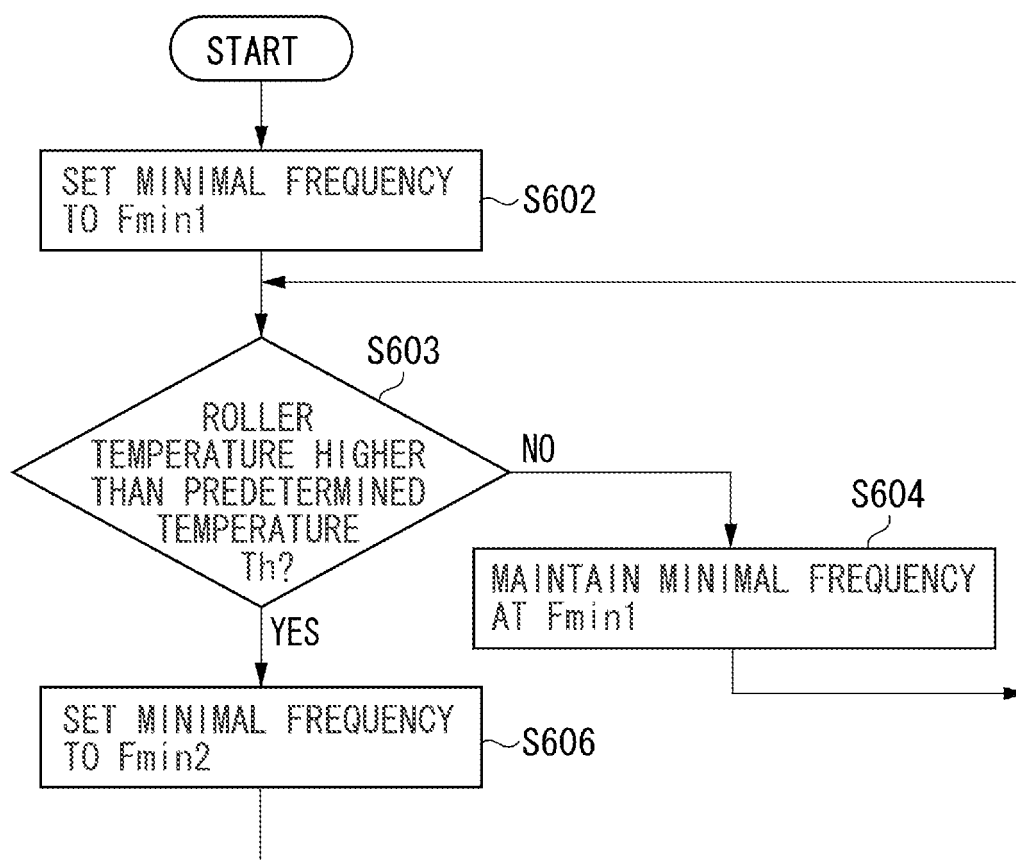 START
SET MINIMAL FREQUENCY
TO Fmin1
S602
S603
ROLLER
TEMPERATURE HIGHER
THAN PREDETERMINED
TEMPERATURE
Th?
NO
S604
MAINTAIN MINIMAL FREQUENCY
AT Fmin1
YES
SET MINIMAL FREQUENCY
TO Fmin2
S606